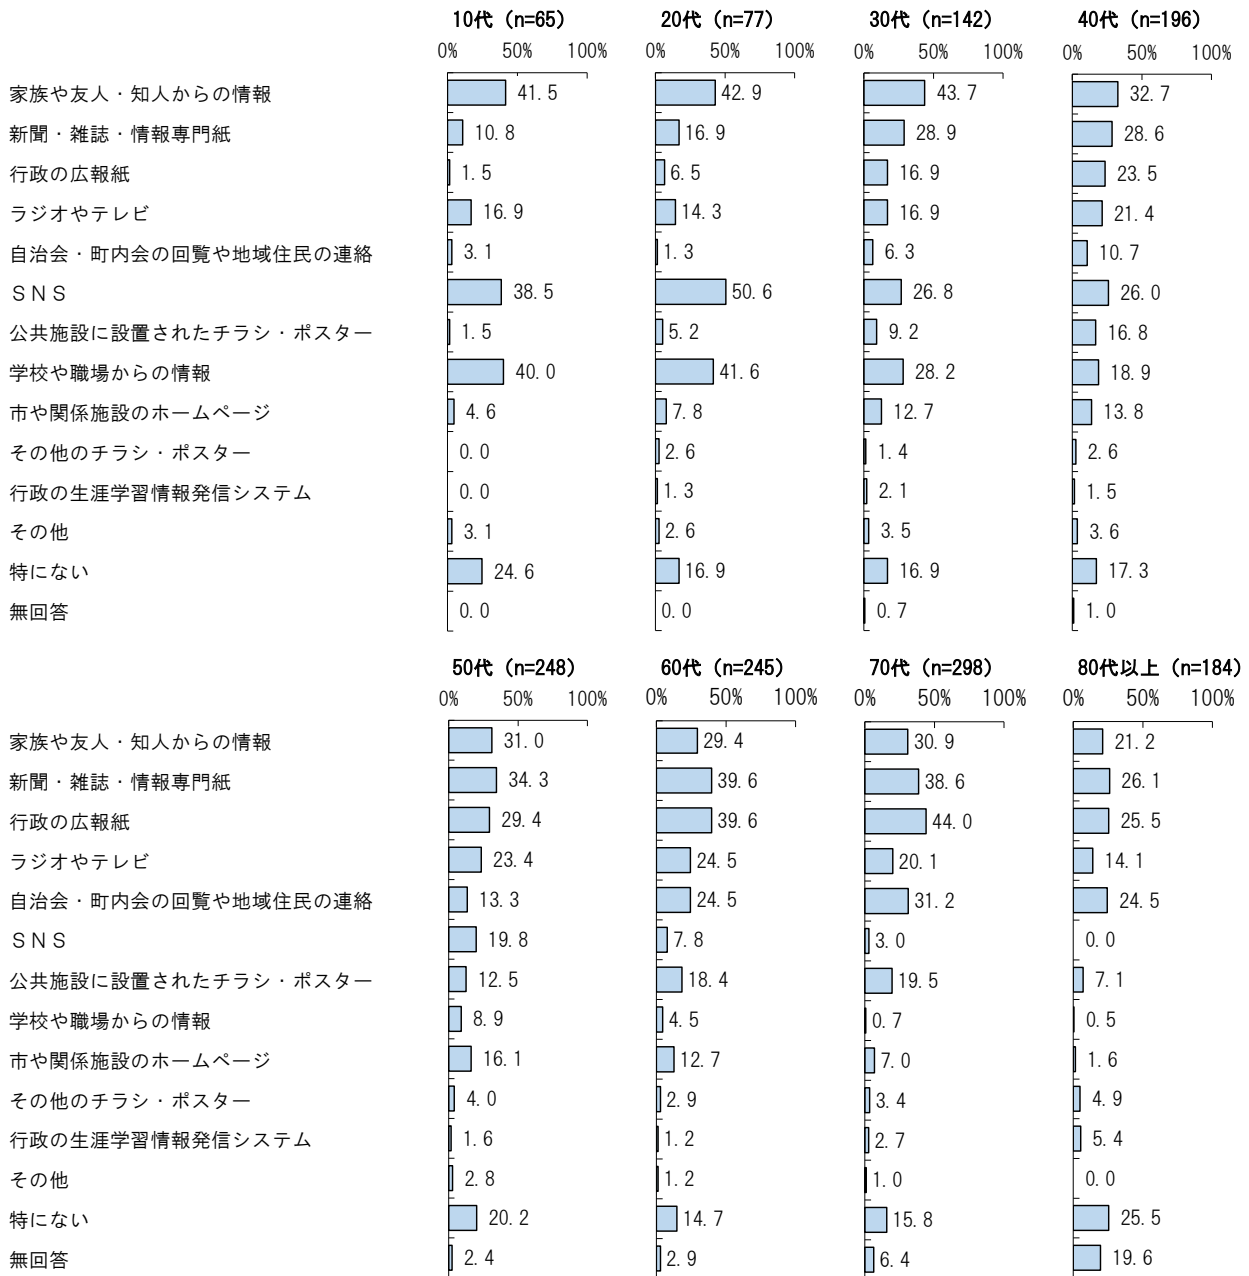 10代（n=65） 20代（n=77） 30代（n=142） 40代（n=196）
0% 50% 100% 0% 50% 100% 0% 50% 100% 0% 50% 100%
家族や友人・知人からの情報 41.5 42.9 43.7 32.7
新聞・雑誌・情報専門紙 10.8 16.9 28.9 28.6
行政の広報紙 1.5 6.5 16.9 23.5
ラジオやテレビ 16.9 14.3 16.9 21.4
自治会・町内会の回覧や地域住民の連絡 3.1 1.3 6.3 10.7
ＳＮＳ 38.5 50.6 26.8 26.0
公共施設に設置されたチラシ・ポスター 1.5 5.2 9.2 16.8
学校や職場からの情報 40.0 41.6 28.2 18.9
市や関係施設のホームページ 4.6 7.8 12.7 13.8
その他のチラシ・ポスター 0.0 2.6 1.4 2.6
行政の生涯学習情報発信システム 0.0 1.3 2.1 1.5
その他 3.1 2.6 3.5 3.6
特にない 24.6 16.9 16.9 17.3
無回答 0.0 0.0 0.7 1.0
50代（n=248） 60代（n=245） 70代（n=298） 80代以上（n=184）
0% 50% 100% 0% 50% 100% 0% 50% 100% 0% 50% 100%
家族や友人・知人からの情報 31.0 29.4 30.9 21.2
新聞・雑誌・情報専門紙 34.3 39.6 38.6 26.1
行政の広報紙 29.4 39.6 44.0 25.5
ラジオやテレビ 23.4 24.5 20.1 14.1
自治会・町内会の回覧や地域住民の連絡 13.3 24.5 31.2 24.5
ＳＮＳ 19.8 7.8 3.0 0.0
公共施設に設置されたチラシ・ポスター 12.5 18.4 19.5 7.1
学校や職場からの情報 8.9 4.5 0.7 0.5
市や関係施設のホームページ 16.1 12.7 7.0 1.6
その他のチラシ・ポスター 4.0 2.9 3.4 4.9
行政の生涯学習情報発信システム 1.6 1.2 2.7 5.4
その他 2.8 1.2 1.0 0.0
特にない 20.2 14.7 15.8 25.5
無回答 2.4 2.9 6.4 19.6